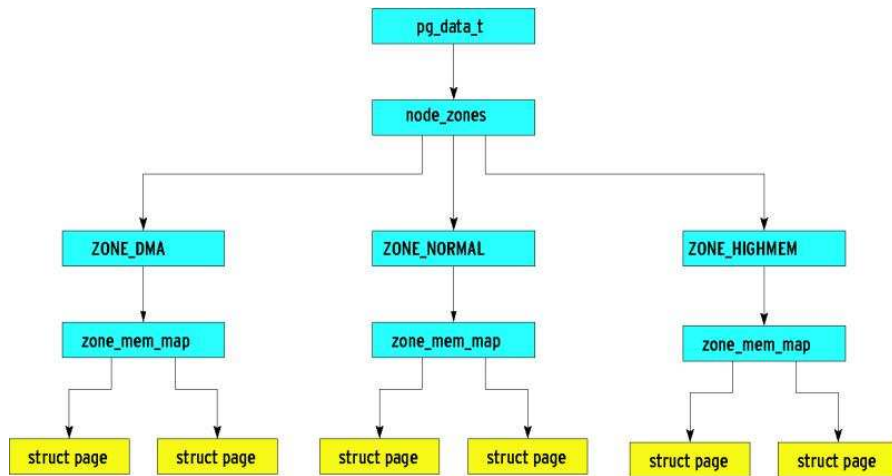 pg_data_t
node_zones
ZONE_DMA
ZONE_NORMAL
ZONE_HIGHMEM
zone_mem_map
zone_mem_map
zone_mem_map
struct page
struct page
struct page
struct page
struct page
struct page